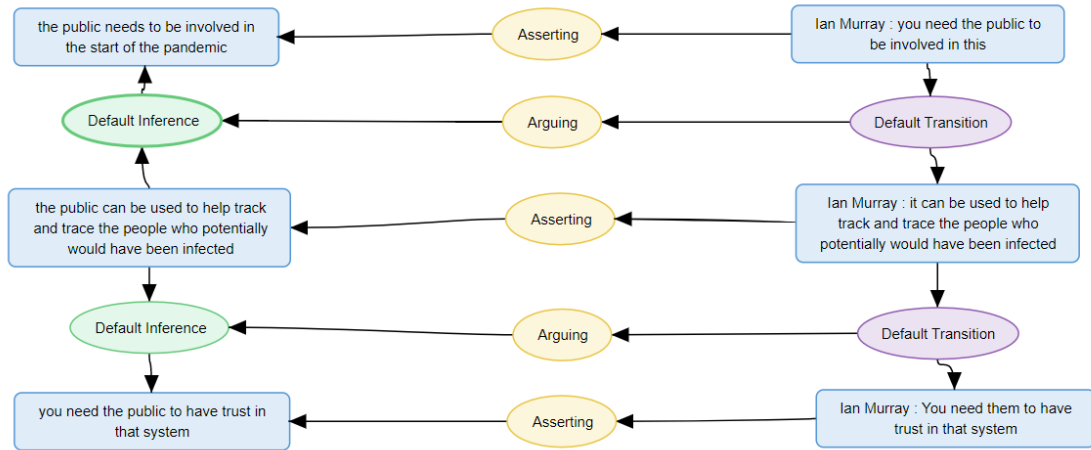 the public needs to be involved in
the start of the pandemic
Asserting
Ian Murray : you need the public to
be involved in this
Default Inference
Arguing
Default Transition
the public can be used to help track
and trace the people who potentially
would have been infected
Asserting
Ian Murray : it can be used to help
track and trace the people who
potentially would have been infected
Default Inference
Arguing
Default Transition
you need the public to have trust in
that system
Asserting
Ian Murray : You need them to have
trust in that system